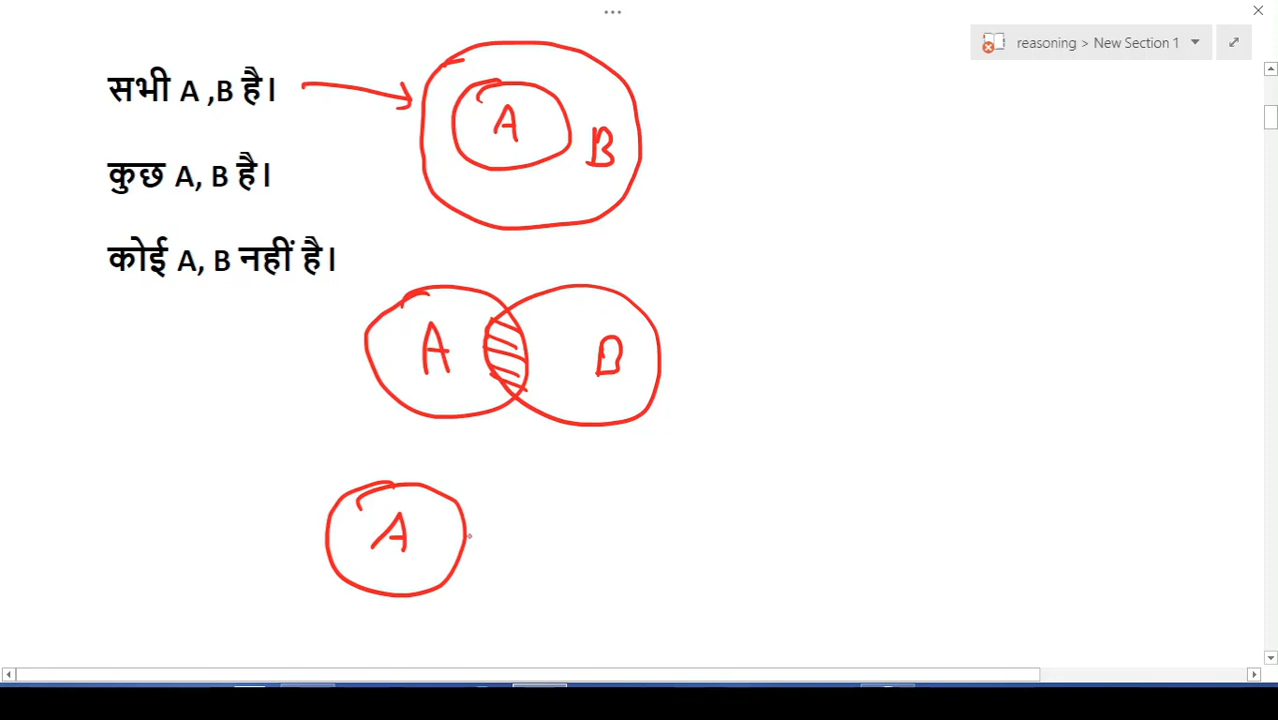 reasoning > New Section 1
सभी A ,B है।
A
B
कुछ A, B है।
कोई A, B नहीं है।
A
B
A